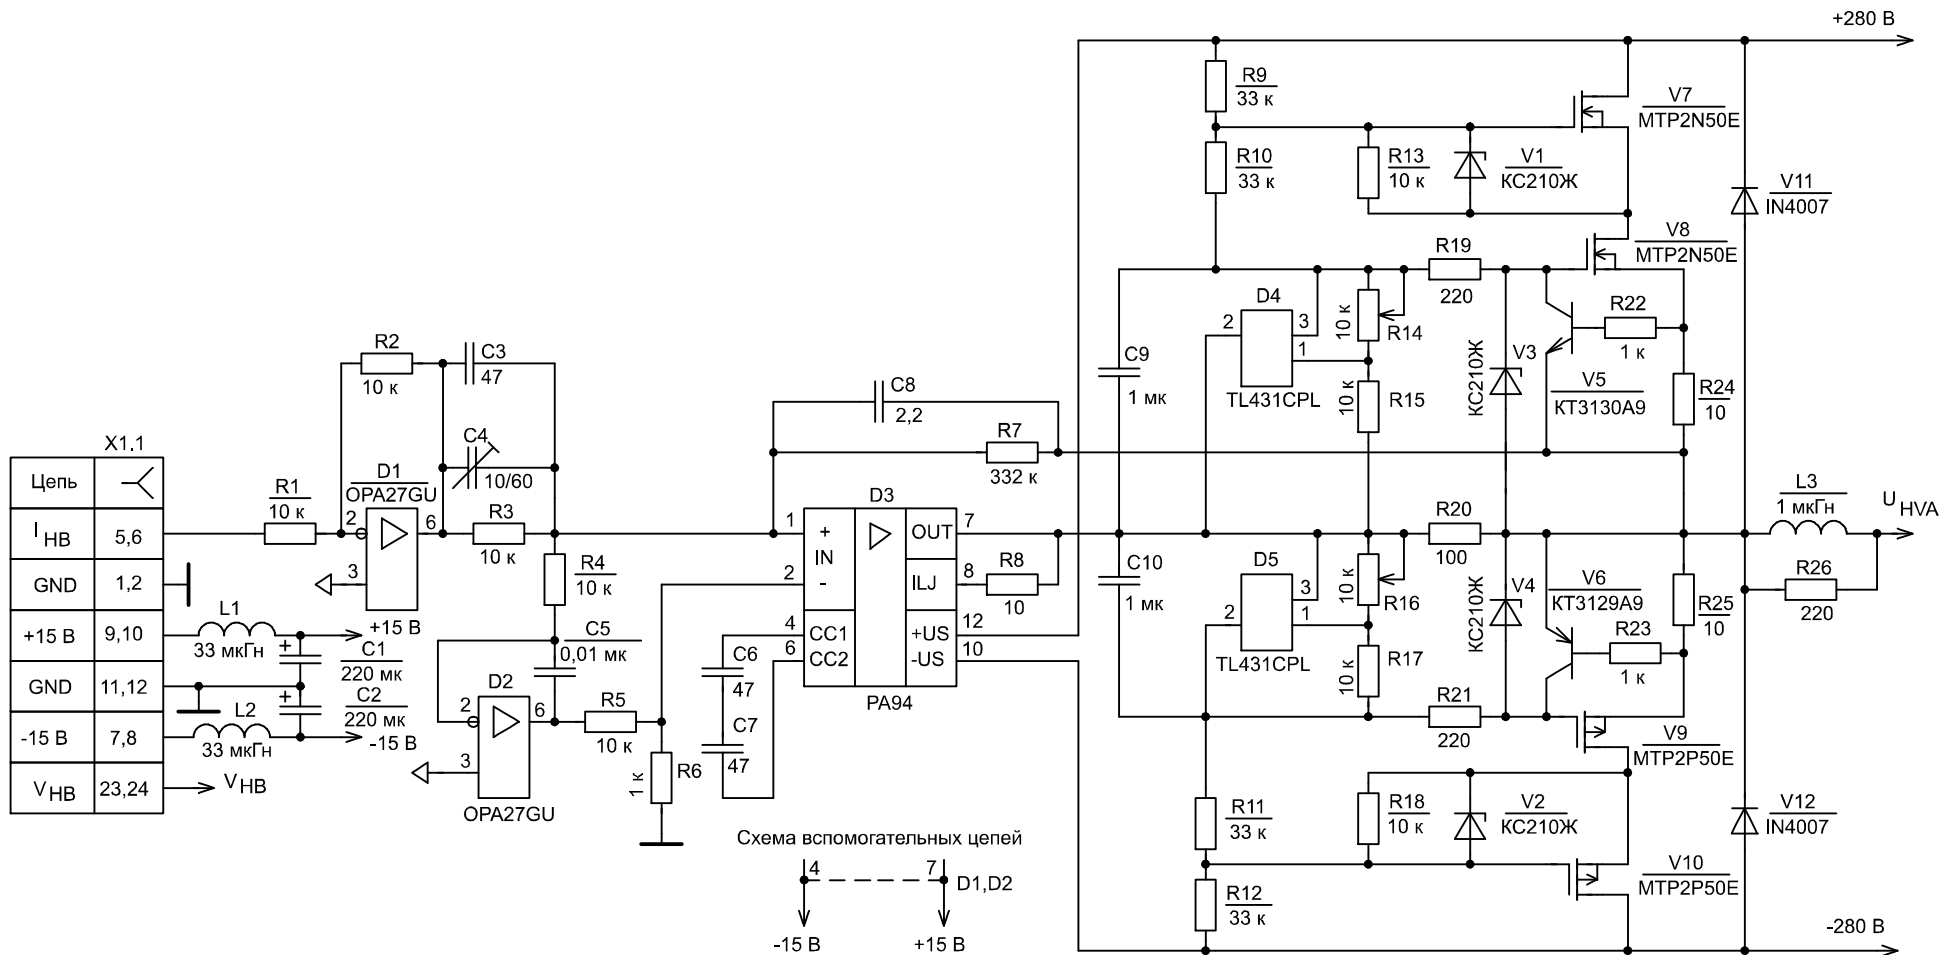 +280 В
R9
33 к
V7
MTP2N50E
R10
33 к
R13
10 к
V1
КС210Ж
V11
IN4007
V8
MTP2N50E
R19
220
D4
2
3
1
TL431CPL
10 к
R14
R22
1 к
R2
10 к
C3
47
C9
1 мк
КС210Ж
V3
V5
КТ3130А9
R24
10
10 к
R15
C8
2,2
C4
10/60
R7
332 к
X1.1
Цепь
I HB
5,6
GND
1,2
+15 В
9,10
GND
11,12
-15 В
7,8
V HB
23,24
V HB
R1
10 к
D1
OPA27GU
2
6
3
+15 В
R3
10 к
D3
1
+
IN
-
2
OUT
7
ILJ
8
4
CC1
6
CC2
+US
12
-US
10
PA94
R8
10
R20
100
L3
1 мкГн
U HVA
R26
220
R4
10 к
C10
1 мк
D5
2
3
1
TL431CPL
10 к
R16
КС210Ж
V4
V6
КТ3129А9
R25
10
R23
1 к
10 к
R17
L1
33 мкГн
+
C1
220 мк
+
C2
220 мк
L2
33 мкГн
-15 В
C5
0,01 мк
D2
2
6
3
OPA27GU
R5
10 к
1 к
R6
C6
47
C7
47
R21
220
V9
MTP2P50E
R11
33 к
R18
10 к
V2
КС210Ж
V12
IN4007
V10
MTP2P50E
R12
33 к
Схема вспомогательных цепей
4
7
D1,D2
-15 В
+15 В
-280 В